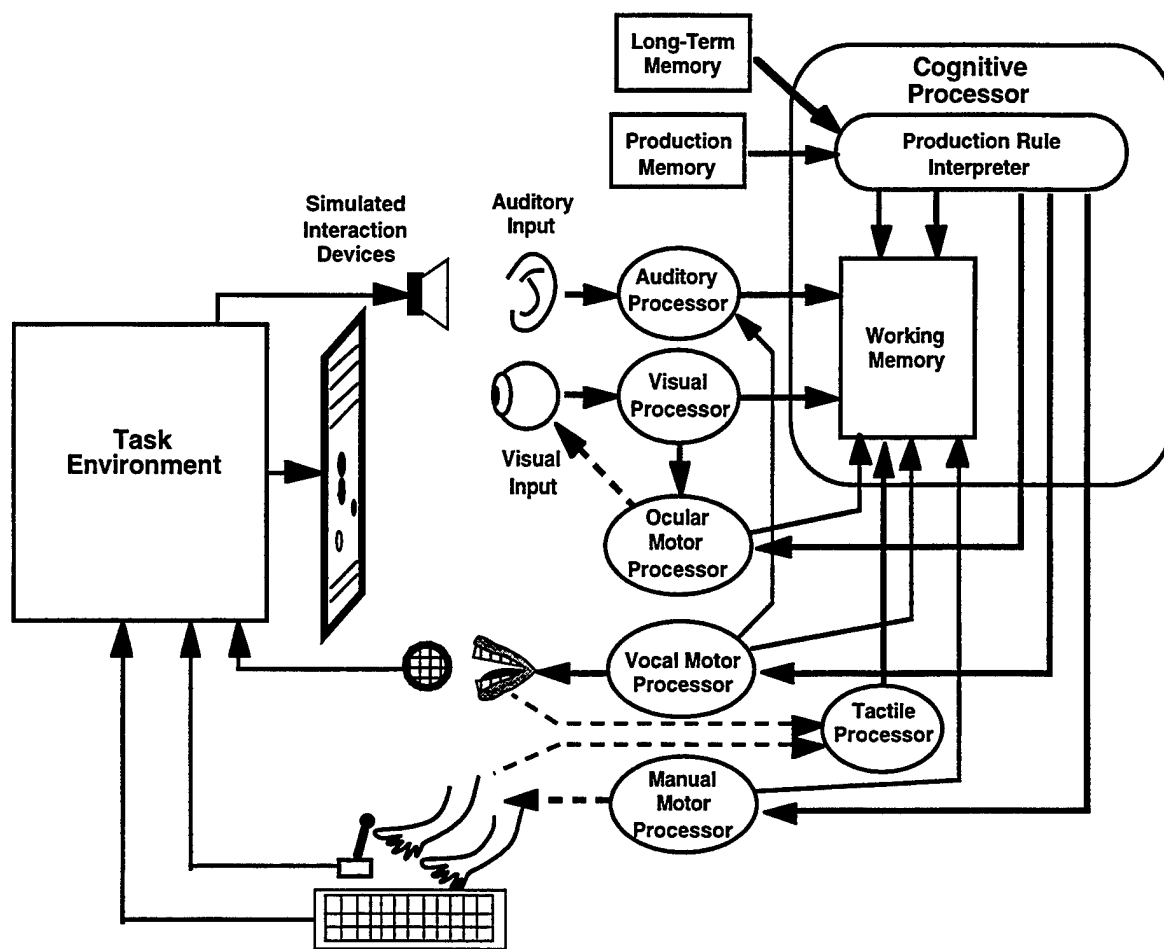 Long-Term
Memory
Cognitive
Processor
Production
Memory
Production Rule
Interpreter
Simulated
Interaction
Devices
Auditory
Input
Auditory
Processor
Working
Memory
Visual
Processor
Task
Environment
Visual
Input
Ocular
Motor
Processor
Vocal Motor
Processor
Tactile
Processor
Manual
Motor
Processor